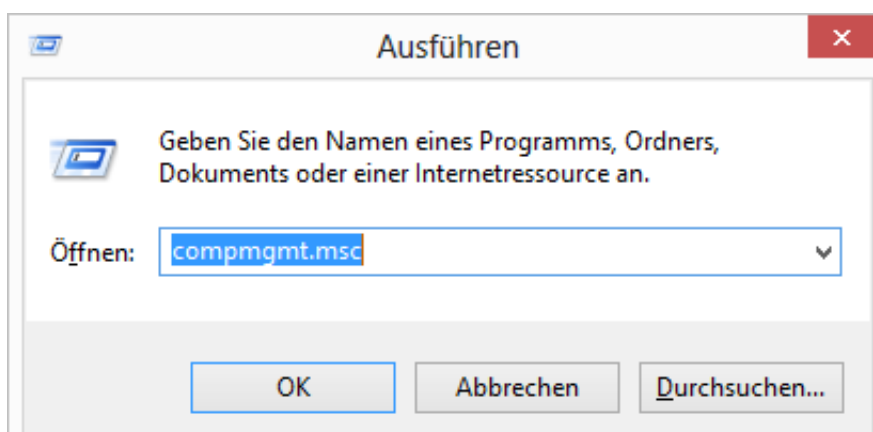 Ausführen
Geben Sie den Namen eines Programms, Ordners,
Dokuments oder einer Internetressource an.
Öffnen: compmgmt.msc
OK Abbrechen Durchsuchen...